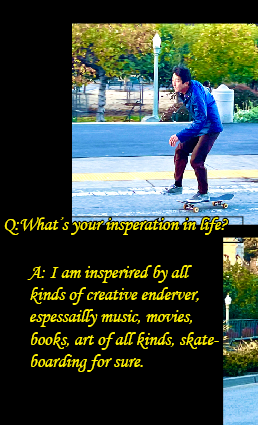 Q:What's your insperation in life?
A: I am insperired by all
kinds of creative enderver,
espessailly music, movies,
books, art of all kinds, skate-
boarding for sure.